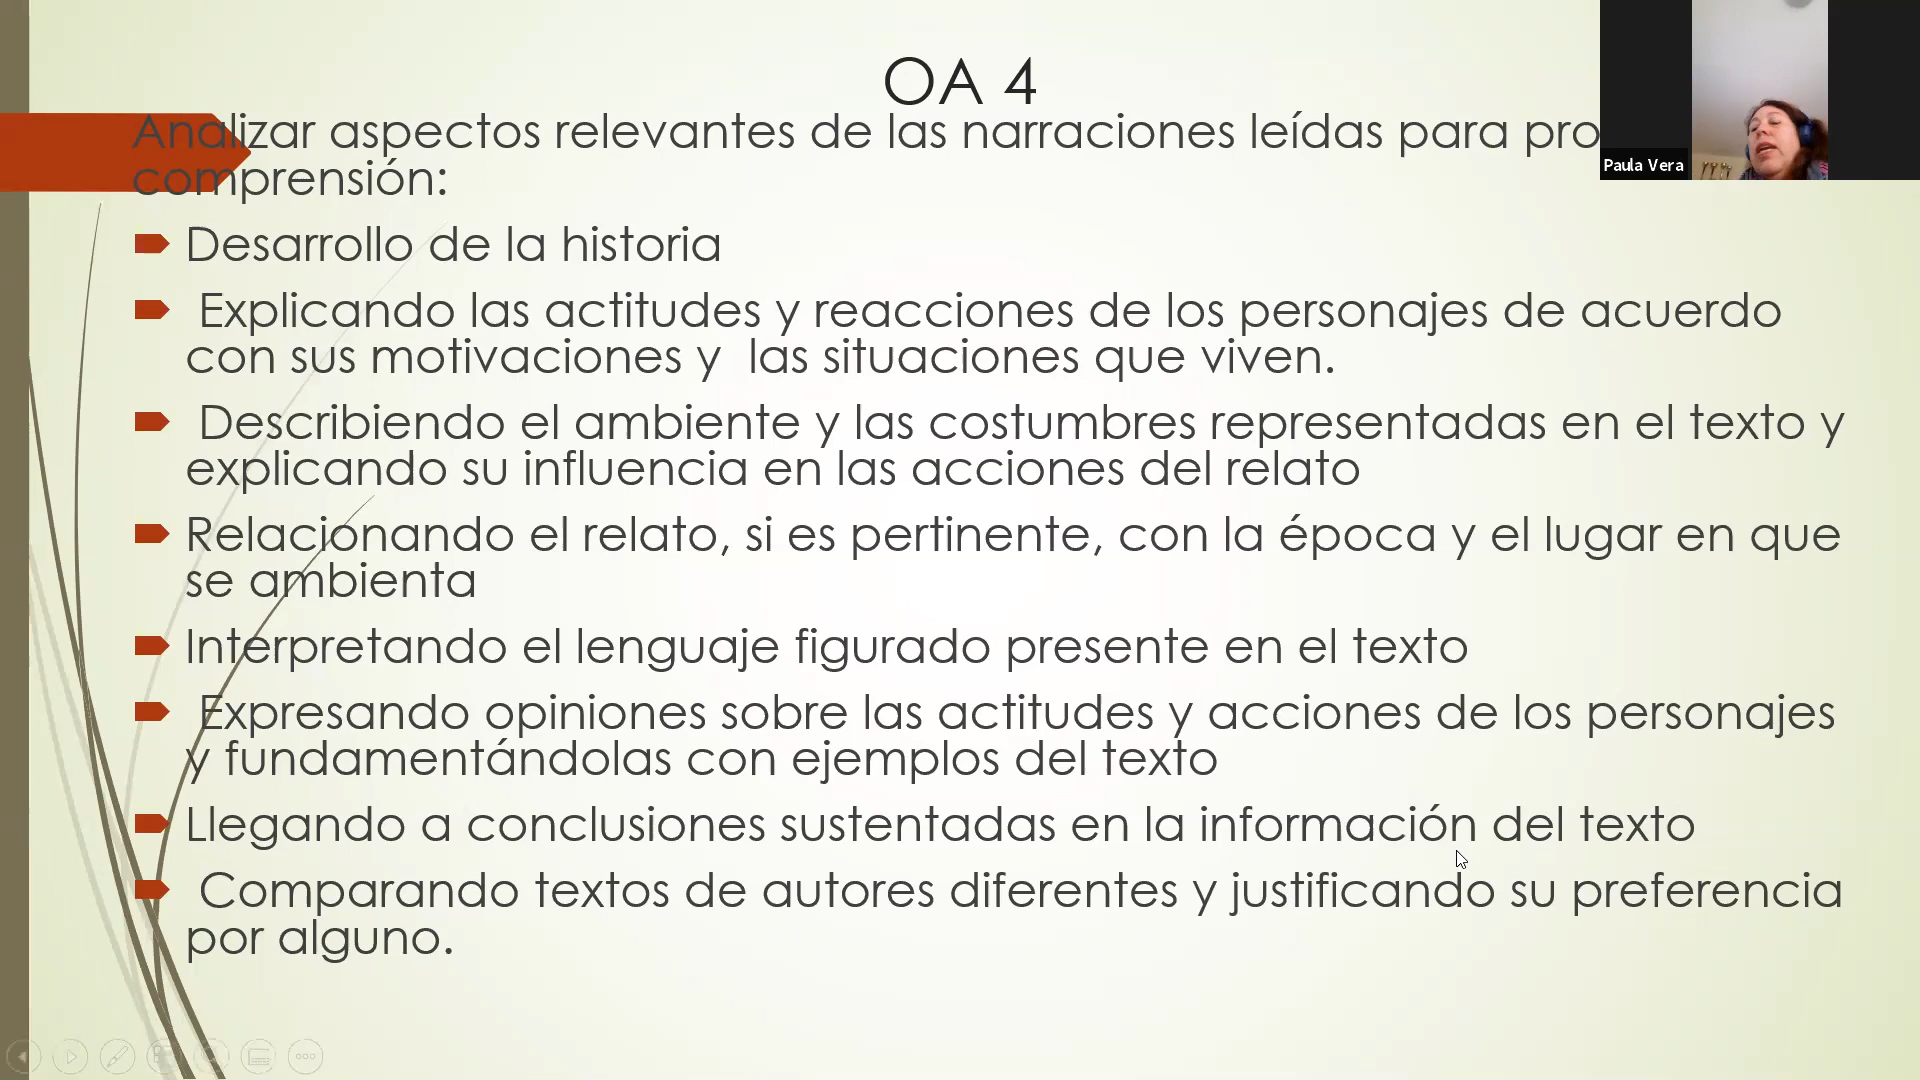 OA 4
Analizar aspectos relevantes de las narraciones leídas para pro
comprensión:
Desarrollo de la historia
Explicando las actitudes y reacciones de los personajes de acuerdo
con sus motivaciones y  las situaciones que viven.
Describiendo el ambiente y las costumbres representadas en el texto y
explicando su influencia en las acciones del relato
Relacionando el relato, si es pertinente, con la época y el lugar en que
se ambienta
Interpretando el lenguaje figurado presente en el texto
Expresando opiniones sobre las actitudes y acciones de los personajes
y fundamentándolas con ejemplos del texto
Llegando a conclusiones sustentadas en la información del texto
Comparando textos de autores diferentes y justificando su preferencia
por alguno.
Paula Vera